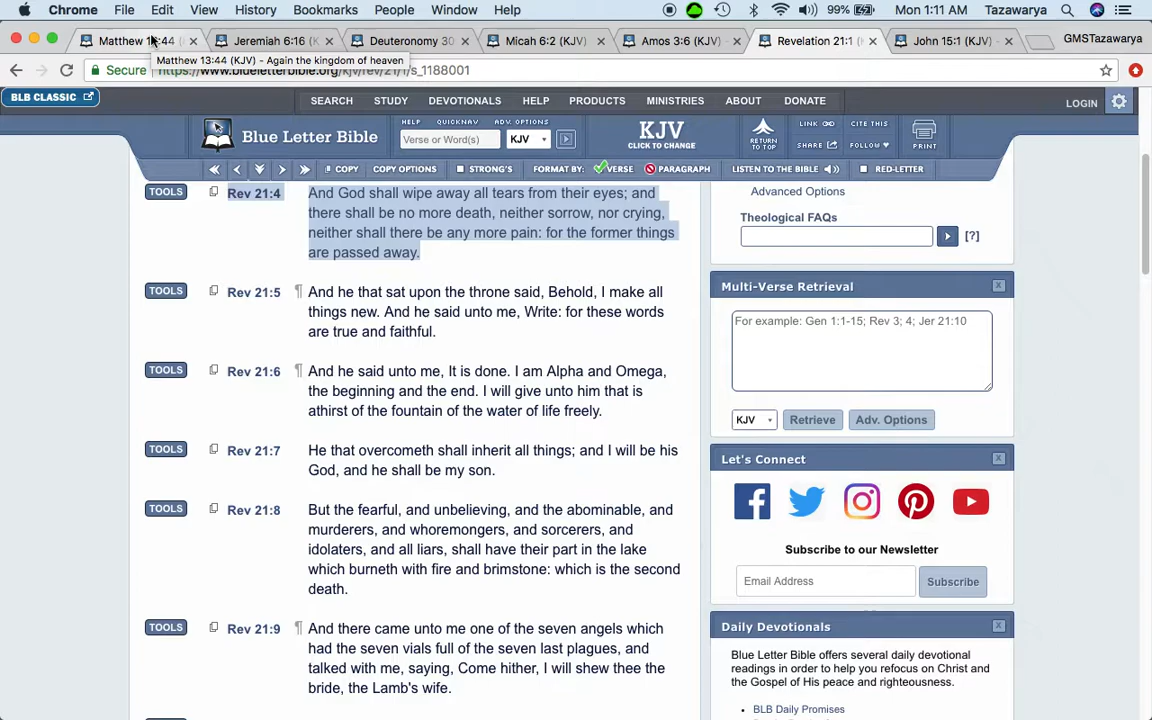 Chrome File Edit View History Bookmarks People Window Help 99% Mon 1:11 AM Tazawarya
Matthew 13:44 Jeremiah 6:16 (KJV) Deuteronomy 30 Micah 6:2 (KJV) Amos 3:6 (KJV) Revelation 21:1 John 15:1 (KJV) GMSTazawarya
Matthew 13:44 (KJV) - Again the kingdom of heaven
Secure https://www.blueletterbible.org/kjv/rev/21/1/s_1188001
BLB CLASSIC
SEARCH STUDY DEVOTIONALS HELP PRODUCTS MINISTRIES ABOUT DONATE LOGIN
HELP QUICKNAV ADV. OPTIONS
Blue Letter Bible
Verse or Word(s) KJV
KJV
CLICK TO CHANGE
RETURN
TO TOP
LINK CITE THIS
SHARE FOLLOW
PRINT
COPY COPY OPTIONS STRONG'S FORMAT BY: VERSE PARAGRAPH LISTEN TO THE BIBLE RED-LETTER
TOOLS Rev 21:4 And God shall wipe away all tears from their eyes; and
there shall be no more death, neither sorrow, nor crying,
neither shall there be any more pain: for the former things
are passed away.
TOOLS Rev 21:5 ¶ And he that sat upon the throne said, Behold, I make all
things new. And he said unto me, Write: for these words
are true and faithful.
TOOLS Rev 21:6 ¶ And he said unto me, It is done. I am Alpha and Omega,
the beginning and the end. I will give unto him that is
athirst of the fountain of the water of life freely.
TOOLS Rev 21:7 He that overcometh shall inherit all things; and I will be his
God, and he shall be my son.
TOOLS Rev 21:8 But the fearful, and unbelieving, and the abominable, and
murderers, and whoremongers, and sorcerers, and
idolaters, and all liars, shall have their part in the lake
which burneth with fire and brimstone: which is the second
death.
TOOLS Rev 21:9 ¶ And there came unto me one of the seven angels which
had the seven vials full of the seven last plagues, and
talked with me, saying, Come hither, I will shew thee the
bride, the Lamb's wife.
Advanced Options
Theological FAQs
[?]
Multi-Verse Retrieval
For example: Gen 1:1-15; Rev 3; 4; Jer 21:10
KJV Retrieve Adv. Options
Let's Connect
Subscribe to our Newsletter
Email Address Subscribe
Daily Devotionals
Blue Letter Bible offers several daily devotional
readings in order to help you refocus on Christ and
the Gospel of His peace and righteousness.
BLB Daily Promises